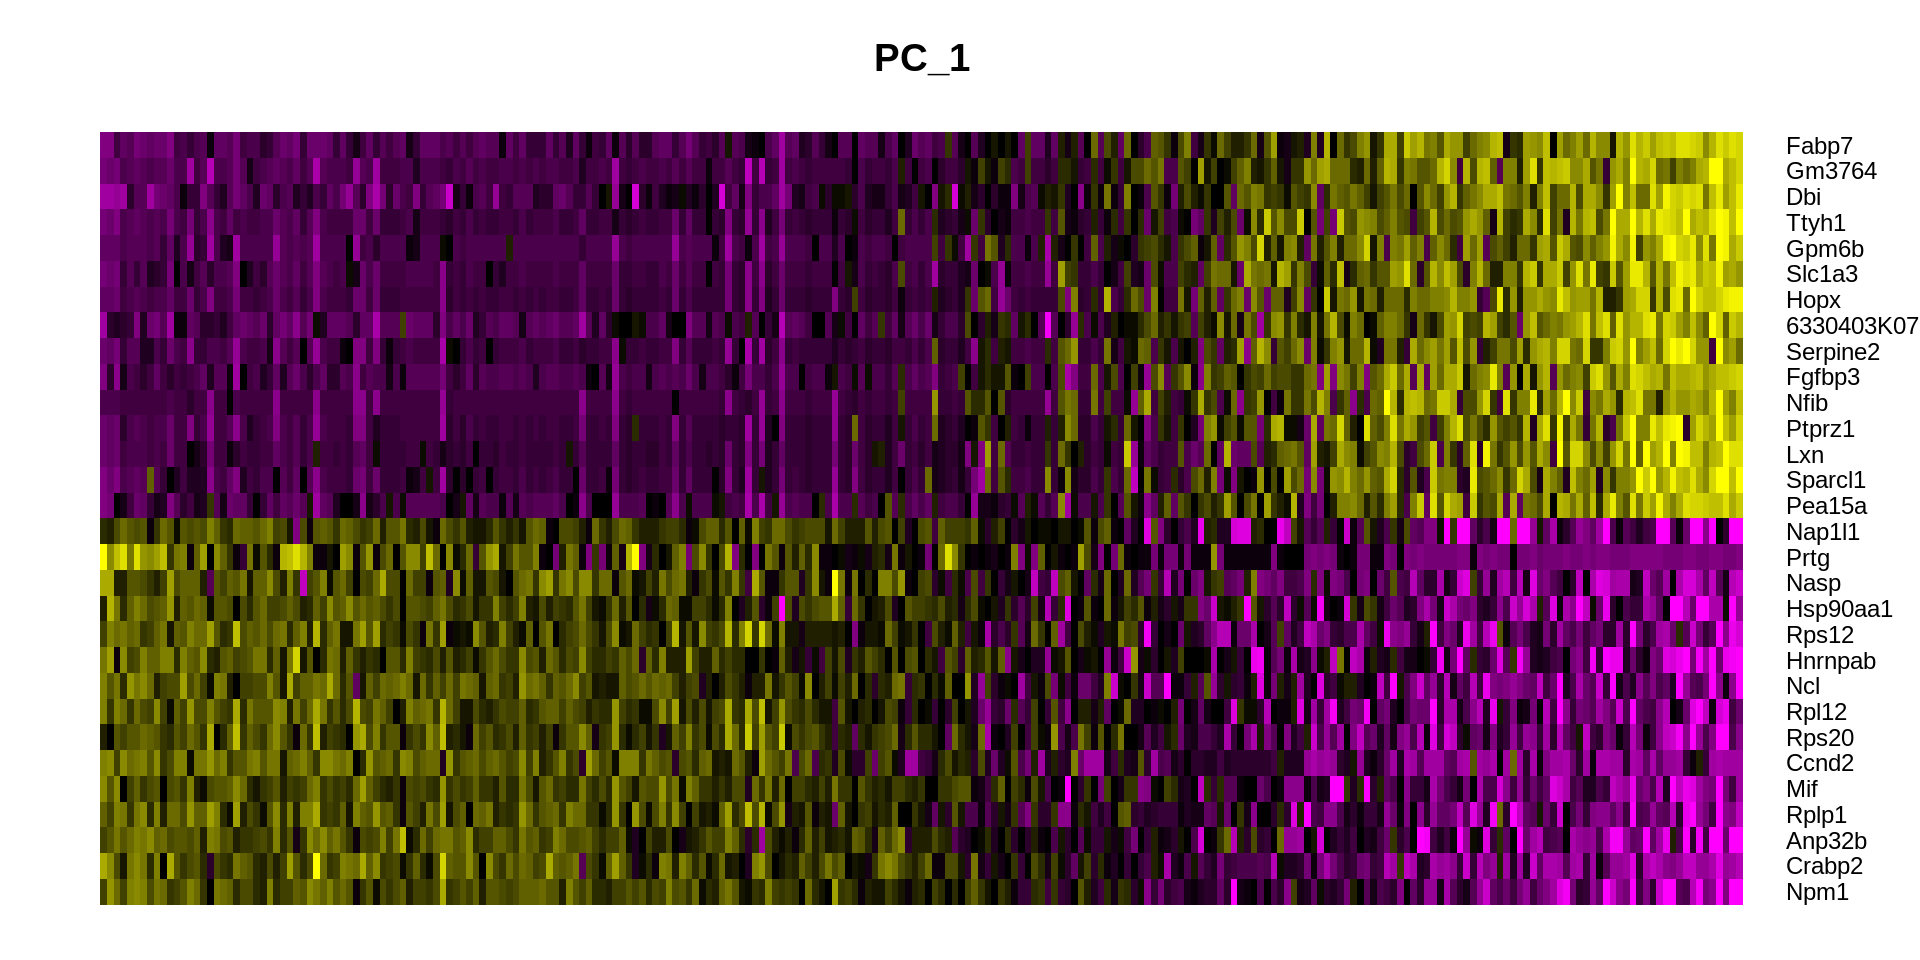 PC_1
Fabp7
Gm3764
Dbi
Ttyh1
Gpm6b
Slc1a3
Hopx
6330403K07
Serpine2
Fgfbp3
Nfib
Ptprz1
Lxn
Sparcl1
Pea15a
Nap1l1
Prtg
Nasp
Hsp90aa1
Rps12
Hnrnpab
Ncl
Rpl12
Rps20
Ccnd2
Mif
Rplp1
Anp32b
Crabp2
Npm1